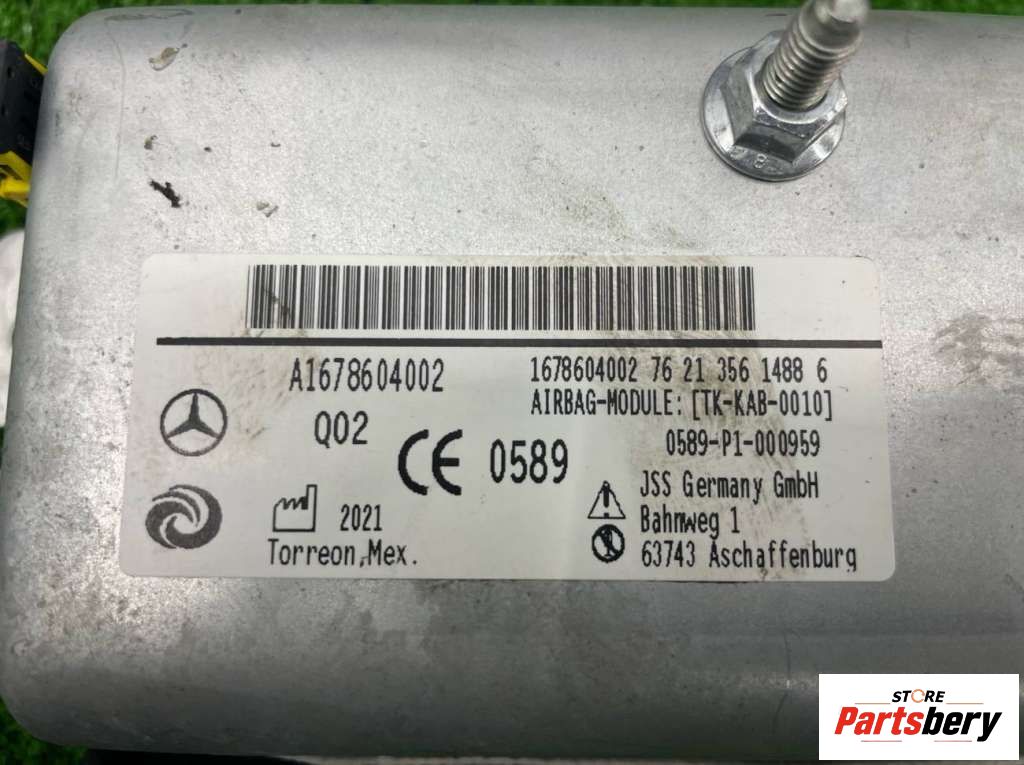 A1678604002
1678604002 76 21 356 1488 6
AIRBAG-MODULE: [TK-KAB-0010]
Q02
CE 0589
0589-P1-000959
JSS Germany GmbH
Bahnweg 1
63743 Aschaffenburg
2021
Torreon,Mex.
8
STORE
Partsbery